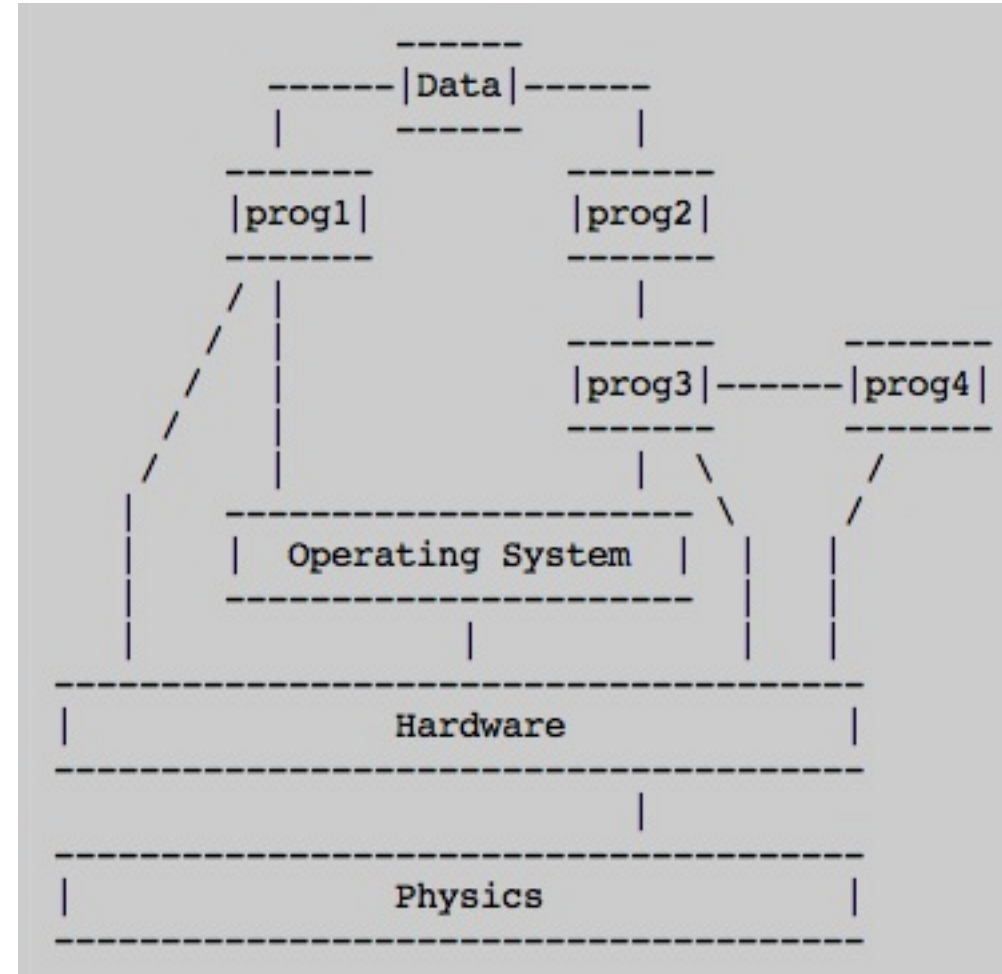 Data
prog1 prog2
prog3 prog4
Operating System
Hardware
Physics